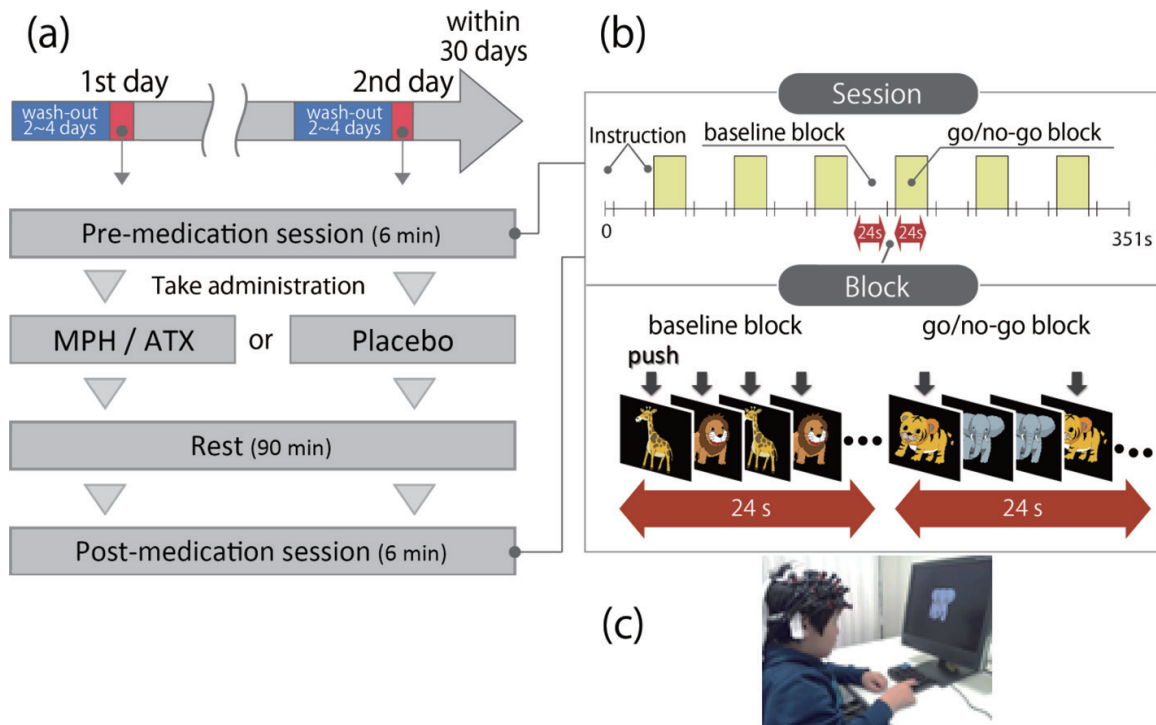 (a)
within
30 days
1st day
2nd day
wash-out
2~4 days
wash-out
2~4 days
Pre-medication session (6 min)
Take administration
MPH / ATX
or
Placebo
Rest (90 min)
Post-medication session (6 min)
(b)
Session
Instruction
baseline block
go/no-go block
0
24s
24s
351s
Block
baseline block
go/no-go block
push
24 s
24 s
(c)